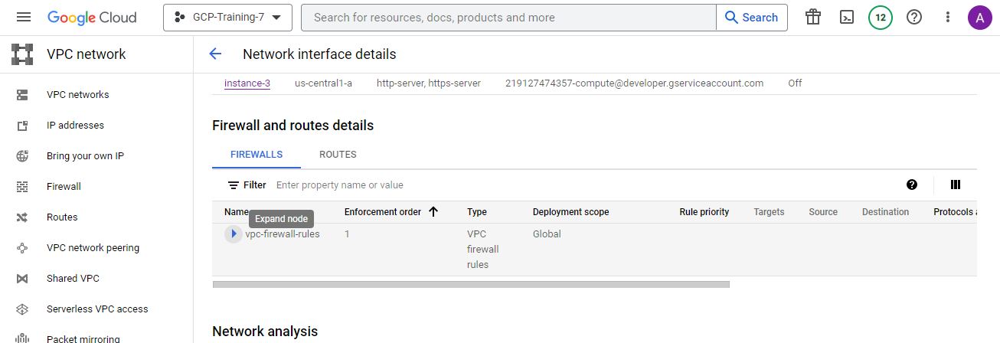 Google Cloud
GCP-Training-7
Search for resources, docs, products and more
Search
12
A
VPC network
Network interface details
instance-3 us-central1-a http-server, https-server 219127474357-compute@developer.gserviceaccount.com Off
VPC networks
IP addresses
Bring your own IP
Firewall
Routes
VPC network peering
Shared VPC
Serverless VPC access
Packet mirroring
Firewall and routes details
FIREWALLS ROUTES
Filter Enter property name or value
Name Enforcement order Type Deployment scope Rule priority Targets Source Destination Protocols a
Expand node
vpc-firewall-rules 1 VPC firewall rules Global
Network analysis